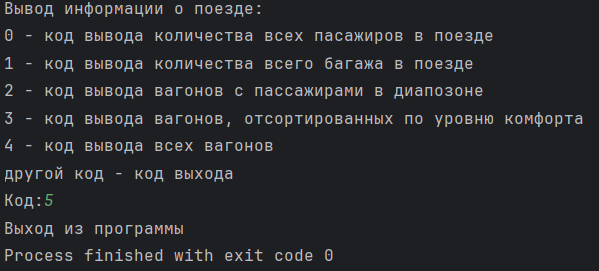 Вывод информации о поезде:
0 - код вывода количества всех пасажиров в поезде
1 - код вывода количества всего багажа в поезде
2 - код вывода вагонов с пассажирами в диапозоне
3 - код вывода вагонов, отсортированных по уровню комфорта
4 - код вывода всех вагонов
другой код - код выхода
Код:5
Выход из программы
Process finished with exit code 0